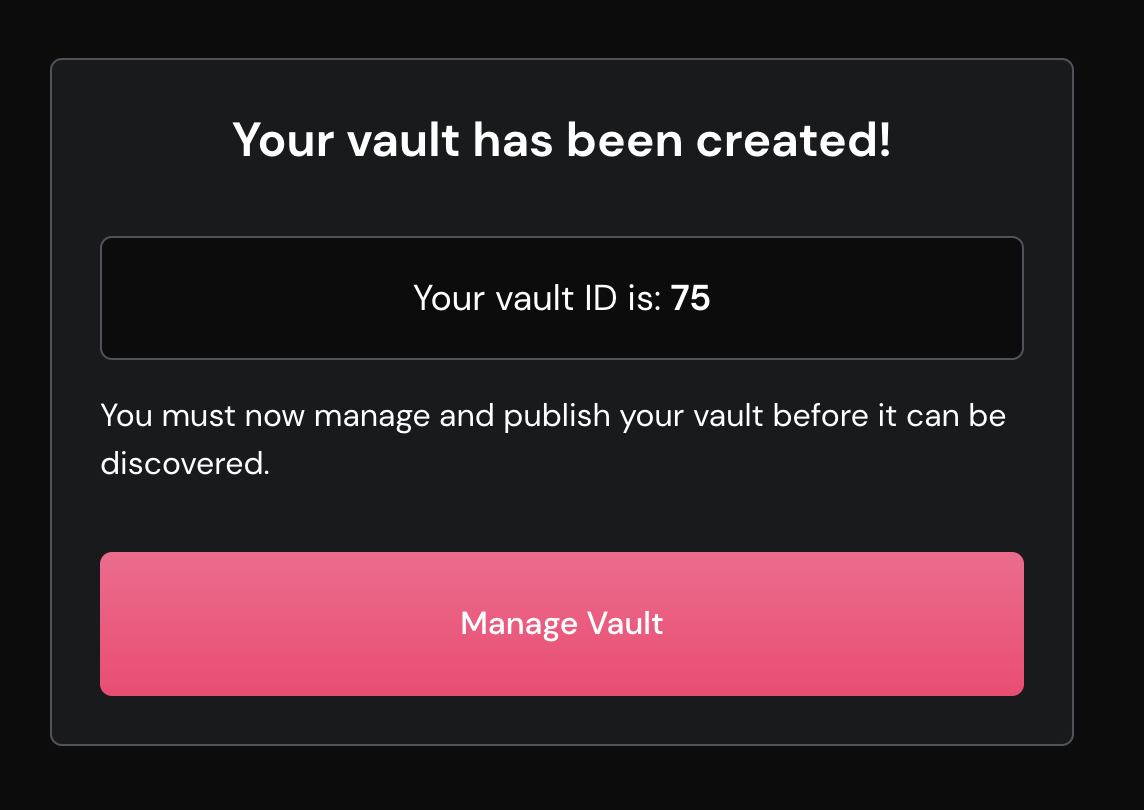 Your vault has been created!
Your vault ID is: 75
You must now manage and publish your vault before it can be
discovered.
Manage Vault